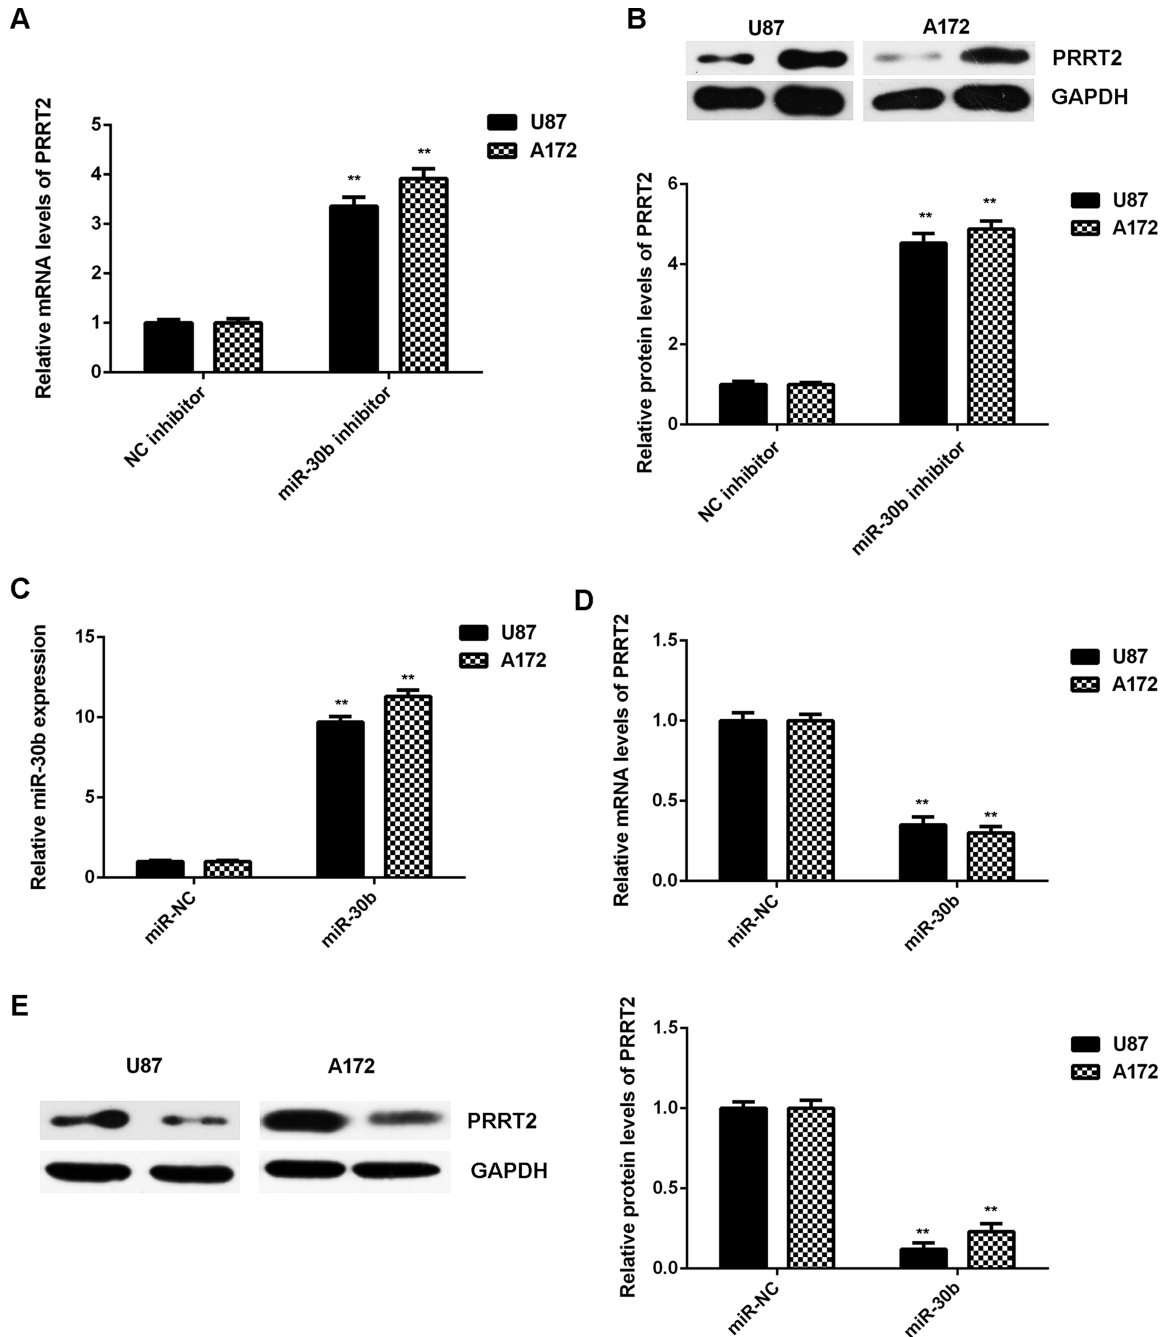 A
Relative mRNA levels of PRRT2
5
4
3
2
1
0
**
**
U87
A172
NC inhibitor
miR-30b inhibitor
B
U87
A172
PRRT2
GAPDH
Relative protein levels of PRRT2
6
4
2
0
**
**
U87
A172
NC inhibitor
miR-30b inhibitor
C
Relative miR-30b expression
15
10
5
0
**
**
U87
A172
miR-NC
miR-30b
D
Relative mRNA levels of PRRT2
1.5
1.0
0.5
0.0
**
**
U87
A172
miR-NC
miR-30b
E
U87
A172
PRRT2
GAPDH
Relative protein levels of PRRT2
1.5
1.0
0.5
0.0
**
**
U87
A172
miR-NC
miR-30b